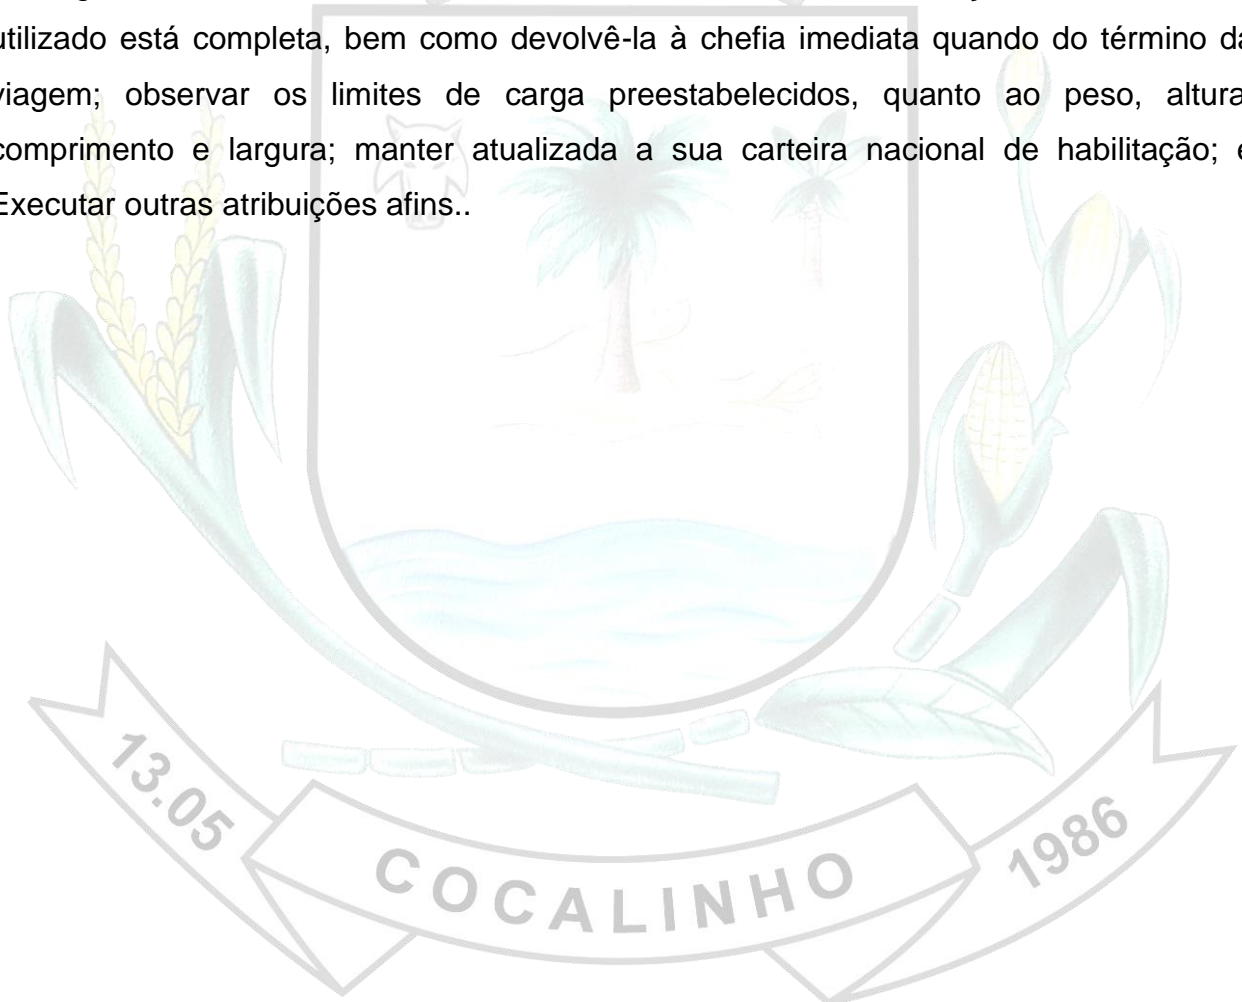 utilizado está completa, bem como devolvê-la à chefia imediata quando do término da
viagem; observar os limites de carga preestabelecidos, quanto ao peso, altura
comprimento e largura; manter atualizada a sua carteira nacional de habilitação; e
Executar outras atribuições afins..
13.05
COCALINHO
1986